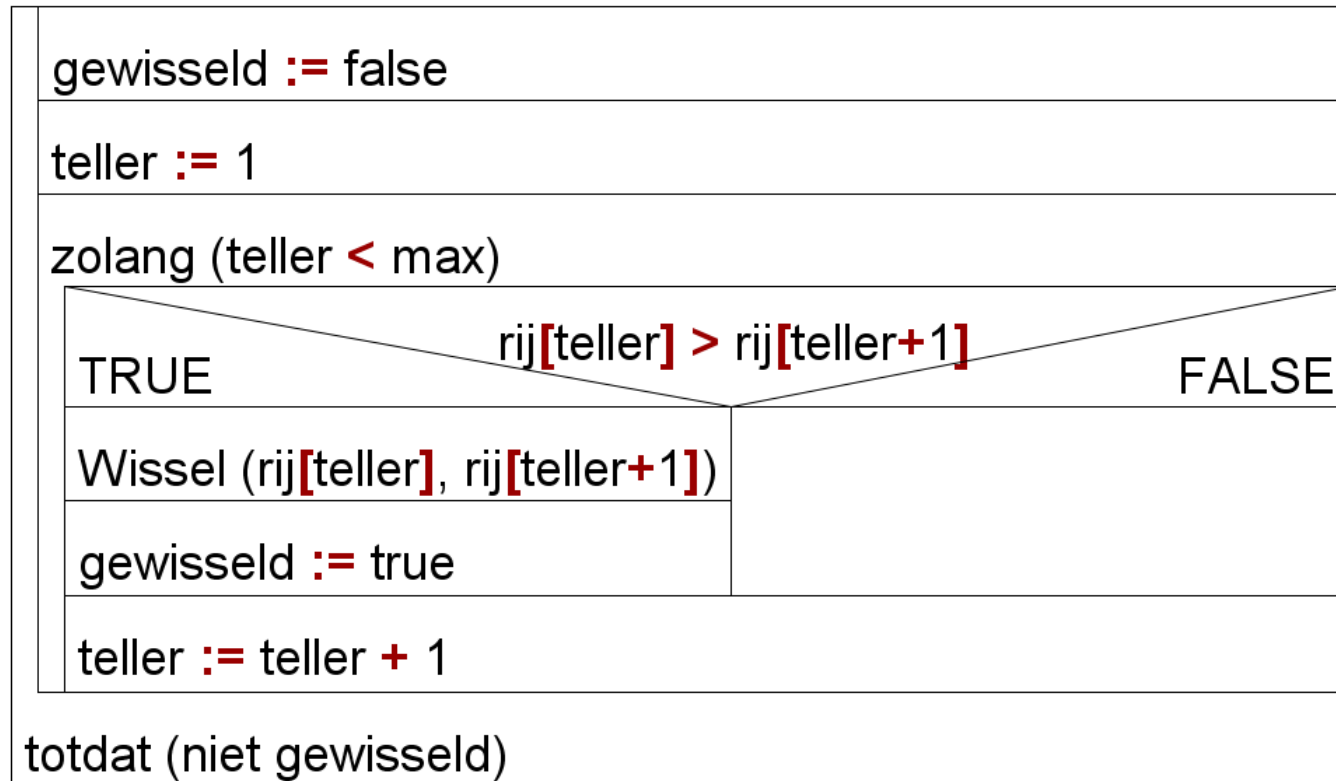 gewisseld := false
teller := 1
zolang (teller < max)
rij[teller] > rij[teller+1]
TRUE
FALSE
Wissel (rij[teller], rij[teller+1])
gewisseld := true
teller := teller + 1
totdat (niet gewisseld)